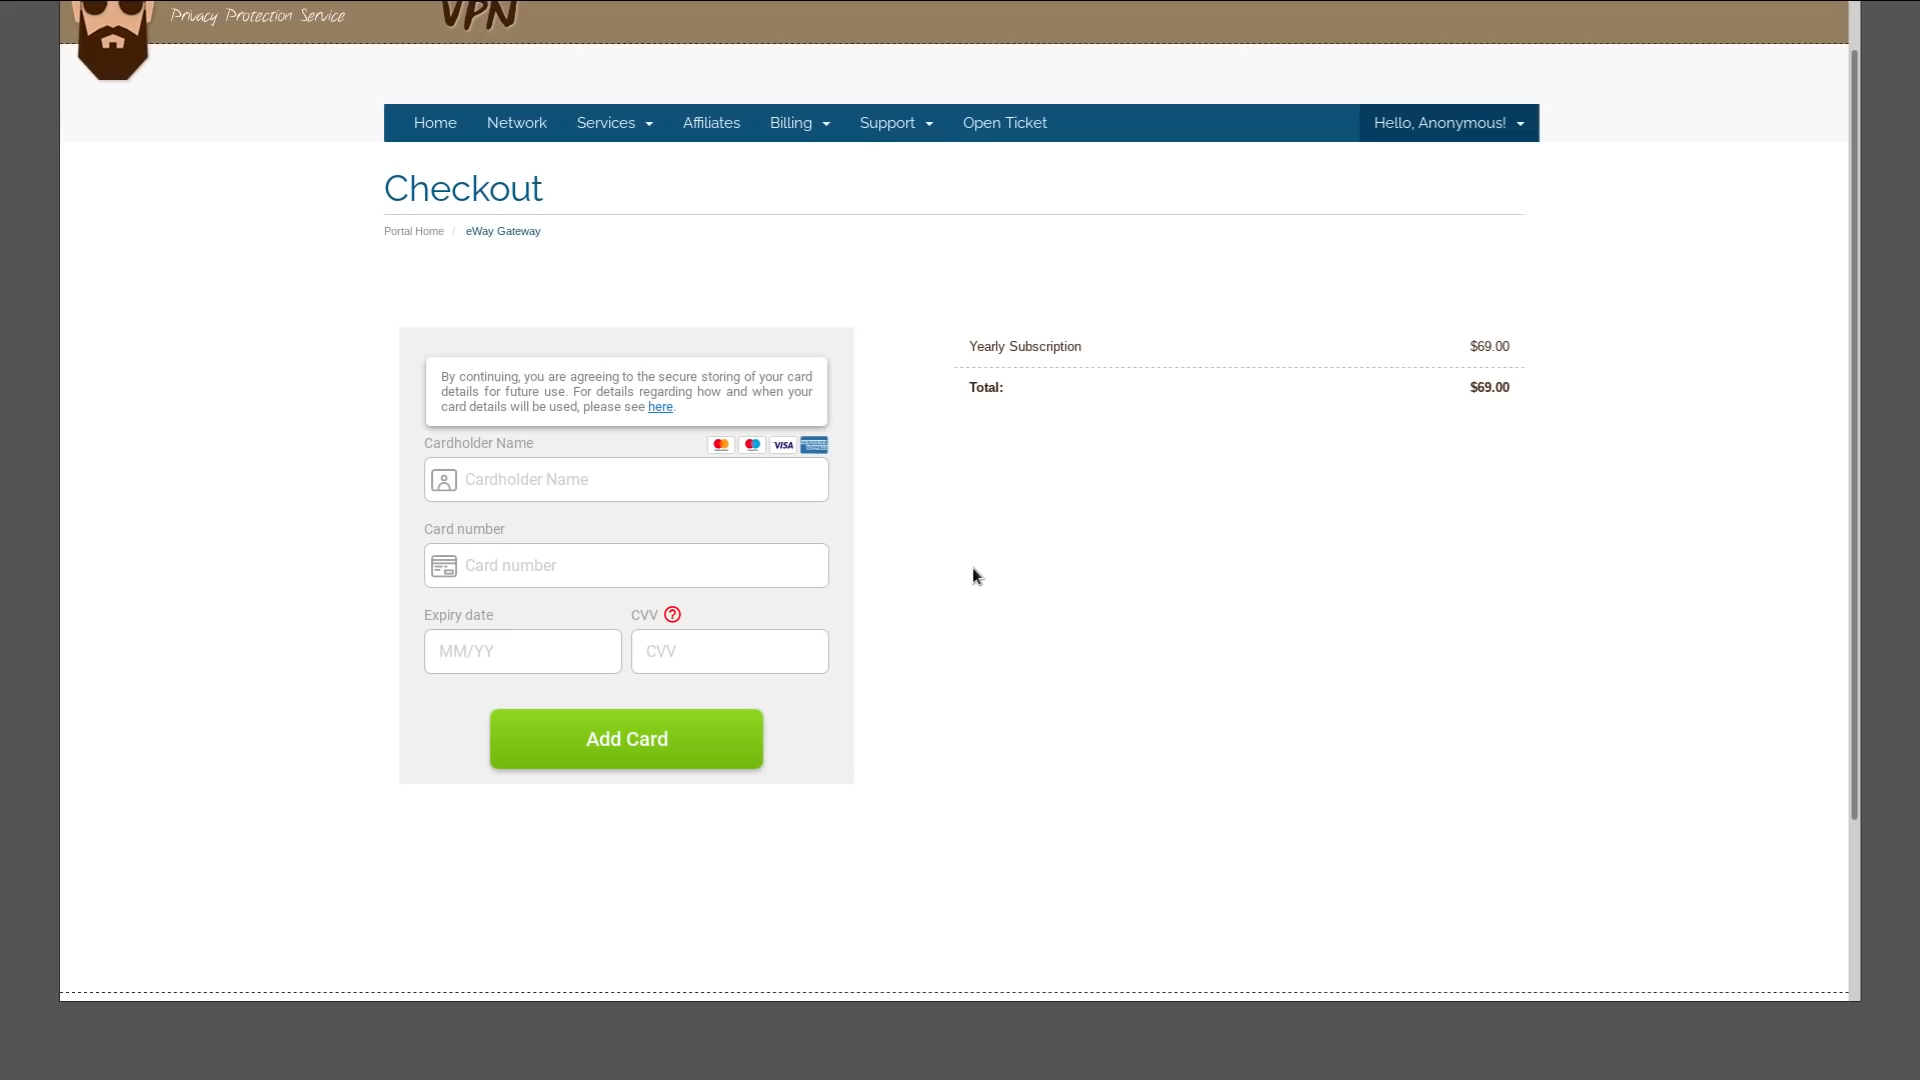 Privacy Protection Service
VPN
Home Network Services Affiliates Billing Support Open Ticket Hello, Anonymous!
Checkout
Portal Home / eWay Gateway
By continuing, you are agreeing to the secure storing of your card
details for future use. For details regarding how and when your
card details will be used, please see here.
Cardholder Name
VISA
Cardholder Name
Card number
Card number
Expiry date CVV ?
MM/YY CVV
Add Card
Yearly Subscription $69.00
Total: $69.00